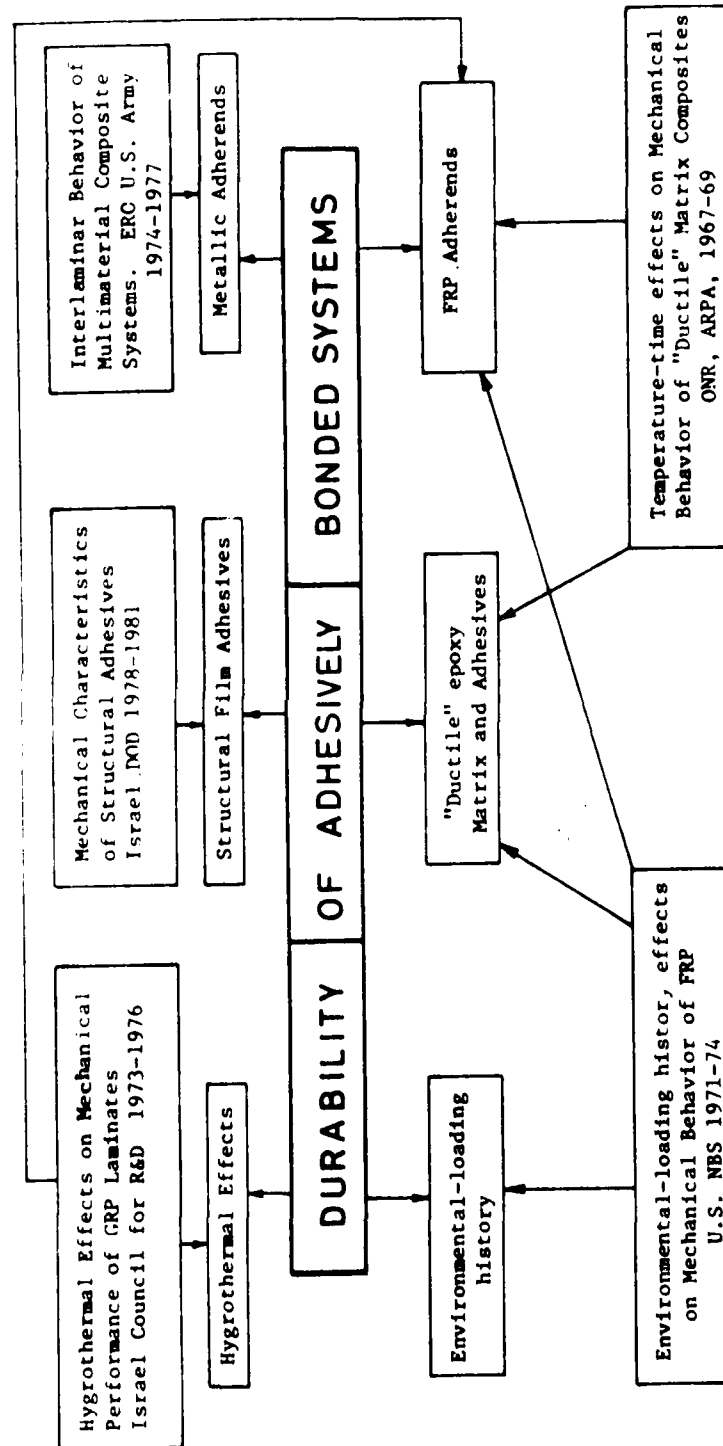 Hygrothermal Effects on Mechanical
Performance of GRP Laminates
Israel Council for R&D 1973-1976
Mechanical Characteristics
of Structural Adhesives
Israel DOD 1978-1981
Interlaminar Behavior of
Multimaterial Composite
Systems. ERC U.S. Army
1974-1977
Hygrothermal Effects
Structural Film Adhesives
Metallic Adherends
DURABILITY OF ADHESIVELY BONDED SYSTEMS
Environmental-loading
history
"Ductile" epoxy
Matrix and Adhesives
FRP Adherends
Environmental-loading histor, effects
on Mechanical Behavior of FRP
U.S. NBS 1971-74
Temperature-time effects on Mechanical
Behavior of "Ductile" Matrix Composites
ONR, ARPA, 1967-69